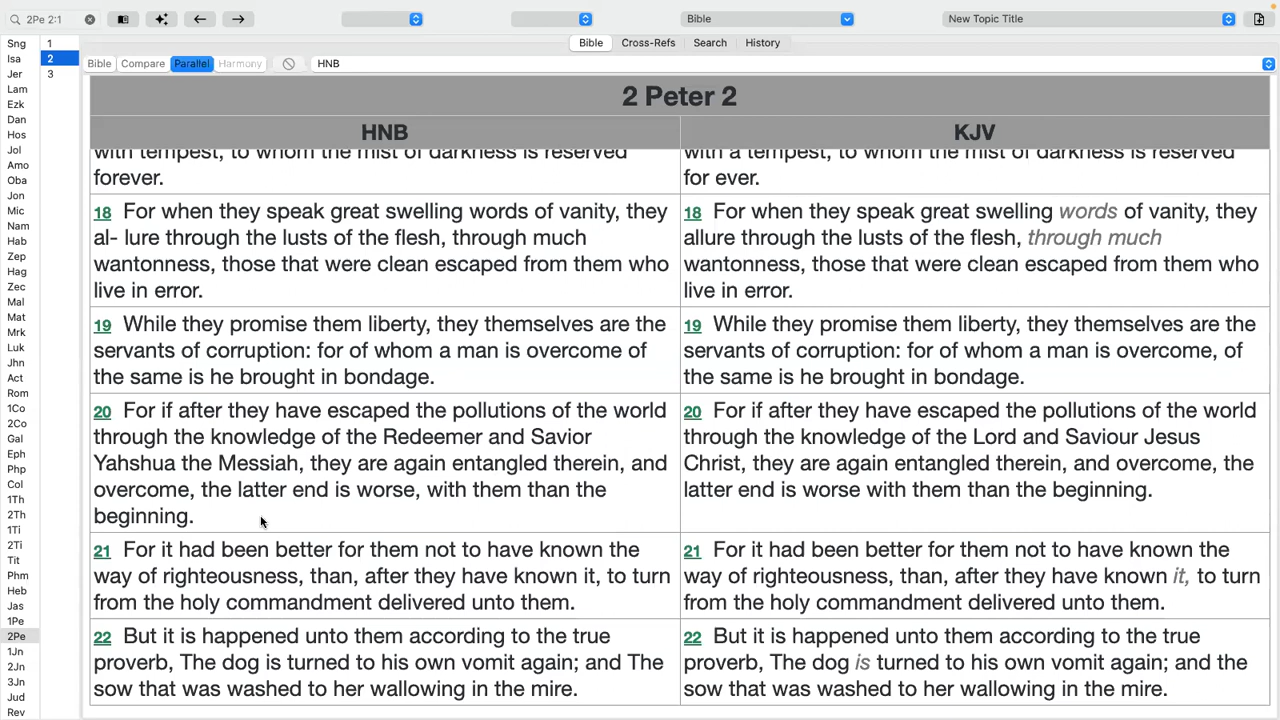 2Pe 2:1
Bible
New Topic Title
Bible Cross-Refs Search History
Bible Compare Parallel Harmony HNB
Sng
Isa
Jer
Lam
Ezk
Dan
Hos
Jol
Amo
Oba
Jon
Mic
Nam
Hab
Zep
Hag
Zec
Mal
Mat
Mrk
Luk
Jhn
Act
Rom
1Co
2Co
Gal
Eph
Php
Col
1Th
2Th
1Ti
2Ti
Tit
Phm
Heb
Jas
1Pe
2Pe
1Jn
2Jn
3Jn
Jud
Rev
1
2
3
2 Peter 2
HNB
with tempest, to whom the mist of darkness is reserved
forever.
18 For when they speak great swelling words of vanity, they
al- lure through the lusts of the flesh, through much
wantonness, those that were clean escaped from them who
live in error.
19 While they promise them liberty, they themselves are the
servants of corruption: for of whom a man is overcome of
the same is he brought in bondage.
20 For if after they have escaped the pollutions of the world
through the knowledge of the Redeemer and Savior
Yahshua the Messiah, they are again entangled therein, and
overcome, the latter end is worse, with them than the
beginning.
21 For it had been better for them not to have known the
way of righteousness, than, after they have known it, to turn
from the holy commandment delivered unto them.
22 But it is happened unto them according to the true
proverb, The dog is turned to his own vomit again; and The
sow that was washed to her wallowing in the mire.
KJV
with a tempest, to whom the mist of darkness is reserved
for ever.
18 For when they speak great swelling words of vanity, they
allure through the lusts of the flesh, through much
wantonness, those that were clean escaped from them who
live in error.
19 While they promise them liberty, they themselves are the
servants of corruption: for of whom a man is overcome, of
the same is he brought in bondage.
20 For if after they have escaped the pollutions of the world
through the knowledge of the Lord and Saviour Jesus
Christ, they are again entangled therein, and overcome, the
latter end is worse with them than the beginning.
21 For it had been better for them not to have known the
way of righteousness, than, after they have known it, to turn
from the holy commandment delivered unto them.
22 But it is happened unto them according to the true
proverb, The dog is turned to his own vomit again; and the
sow that was washed to her wallowing in the mire.